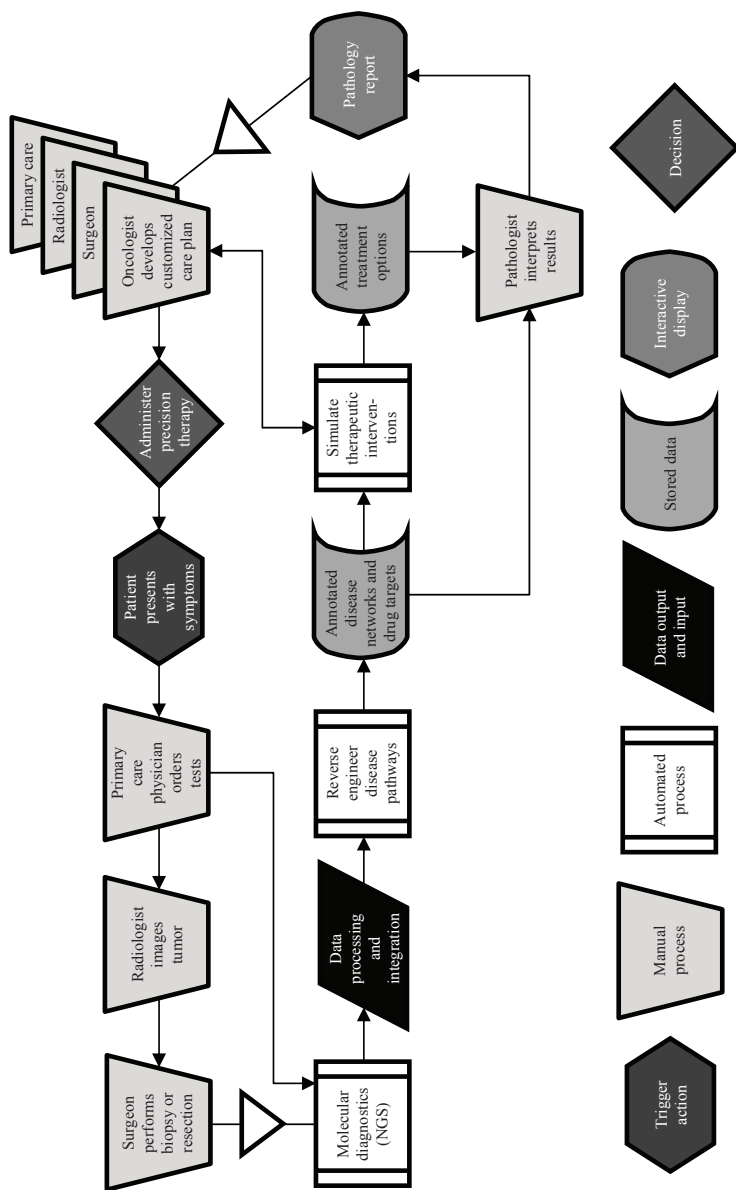 Surgeon
performs
biopsy or
resection
Radiologist
images
tumor
Primary
care
physician
orders
tests
Patient
presents
with
symptoms
Administer
precision
therapy
Oncologist
develops
customized
care plan
Surgeon
Radiologist
Primary care
Molecular
diagnostics
(NGS)
Data
processing
and
integration
Reverse
engineer
disease
pathways
Annotated
disease
networks and
drug targets
Simulate
therapeutic
interven-
tions
Annotated
treatment
options
Pathology
report
Pathologist
interprets
results
Trigger
action
Manual
process
Automated
process
Data output
and input
Stored data
Interactive
display
Decision